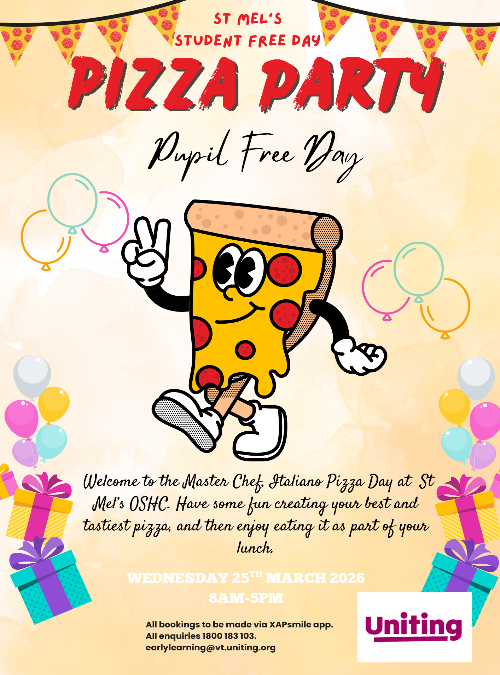 ST MEL'S
STUDENT FREE DAY
PIZZA PARTY
Pupil Free Day
Welcome to the Master Chef, Italiano Pizza Day at St
Mel's OSHC. Have some fun creating your best and
tastiest pizza, and then enjoy eating it as part of your
lunch.
WEDNESDAY 25TH MARCH 2026
8AM-5PM
All bookings to be made via XAPsmile app.
All enquiries 1800 183 103.
earlylearning@vt.uniting.org
Uniting